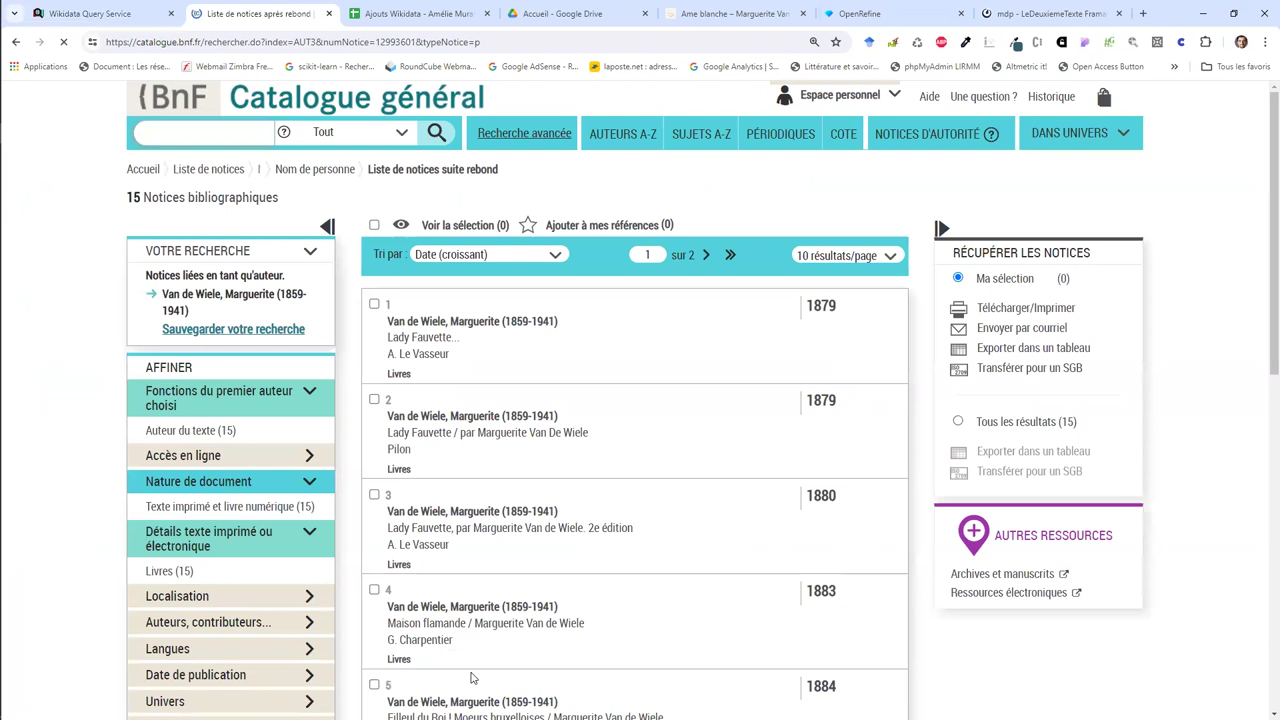 Wikidata Query Service
Liste de notices après rebond
Ajouts Wikidata - Amélie Mura
Accueil - Google Drive
Ame blanche – Marguerite Van
OpenRefine
mdp - LeDeuxiemeTexte Frama
https://catalogue.bnf.fr/rechercher.do?index=AUT3&numNotice=12993601&typeNotice=p
Applications
Document : Les rése...
Webmail Zimbra Fre...
scikit-learn - Recher...
RoundCube Webma...
Google AdSense - R...
laposte.net : adress...
Google Analytics | S...
Littérature et savoir...
phpMyAdmin LIRMM
Altmetric it!
Open Access Button
Tous les favoris
BnF Catalogue général
Espace personnel
Aide
Une question ?
Historique
Tout
Recherche avancée
AUTEURS A-Z
SUJETS A-Z
PÉRIODIQUES
COTE
NOTICES D'AUTORITÉ
DANS UNIVERS
Accueil
Liste de notices
Nom de personne
Liste de notices suite rebond
15 Notices bibliographiques
Voir la sélection (0)
Ajouter à mes références (0)
VOTRE RECHERCHE
Notices liées en tant qu'auteur.
Van de Wiele, Marguerite (1859-
1941)
Sauvegarder votre recherche
AFFINER
Fonctions du premier auteur
choisi
Auteur du texte (15)
Accès en ligne
Nature de document
Texte imprimé et livre numérique (15)
Détails texte imprimé ou
électronique
Livres (15)
Localisation
Auteurs, contributeurs...
Langues
Date de publication
Univers
Tri par : Date (croissant)
1 sur 2
10 résultats/page
1
1879
Van de Wiele, Marguerite (1859-1941)
Lady Fauvette...
A. Le Vasseur
Livres
2
1879
Van de Wiele, Marguerite (1859-1941)
Lady Fauvette / par Marguerite Van De Wiele
Pilon
Livres
3
1880
Van de Wiele, Marguerite (1859-1941)
Lady Fauvette, par Marguerite Van de Wiele. 2e édition
A. Le Vasseur
Livres
4
1883
Van de Wiele, Marguerite (1859-1941)
Maison flamande / Marguerite Van de Wiele
G. Charpentier
Livres
5
1884
Van de Wiele, Marguerite (1859-1941)
Filleul du Roi ! Moeurs bruxelloises / Marguerite Van de Wiele
RÉCUPÉRER LES NOTICES
Ma sélection (0)
Télécharger/Imprimer
Envoyer par courriel
Exporter dans un tableau
Transférer pour un SGB
Tous les résultats (15)
Exporter dans un tableau
Transférer pour un SGB
AUTRES RESSOURCES
Archives et manuscrits
Ressources électroniques